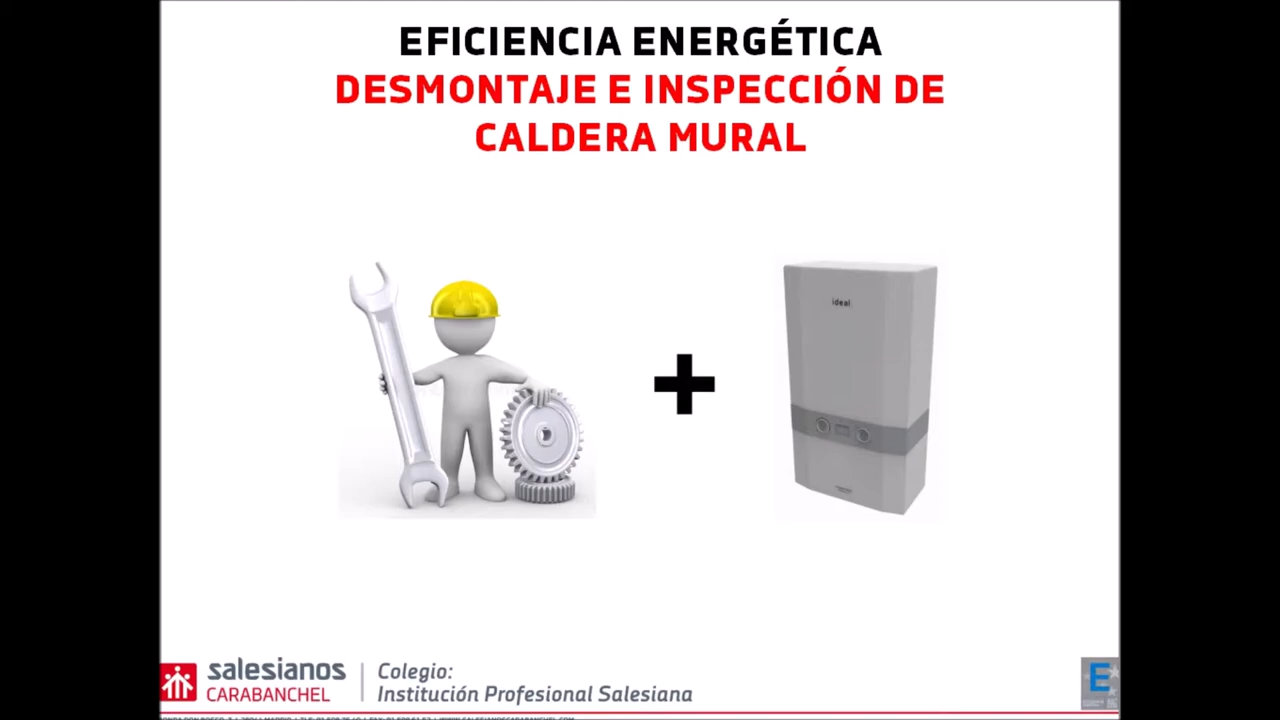 EFICIENCIA ENERGÉTICA
DESMONTAJE E INSPECCIÓN DE
CALDERA MURAL
ideal
salesianos
CARABANCHEL
Colegio:
Institución Profesional Salesiana
E